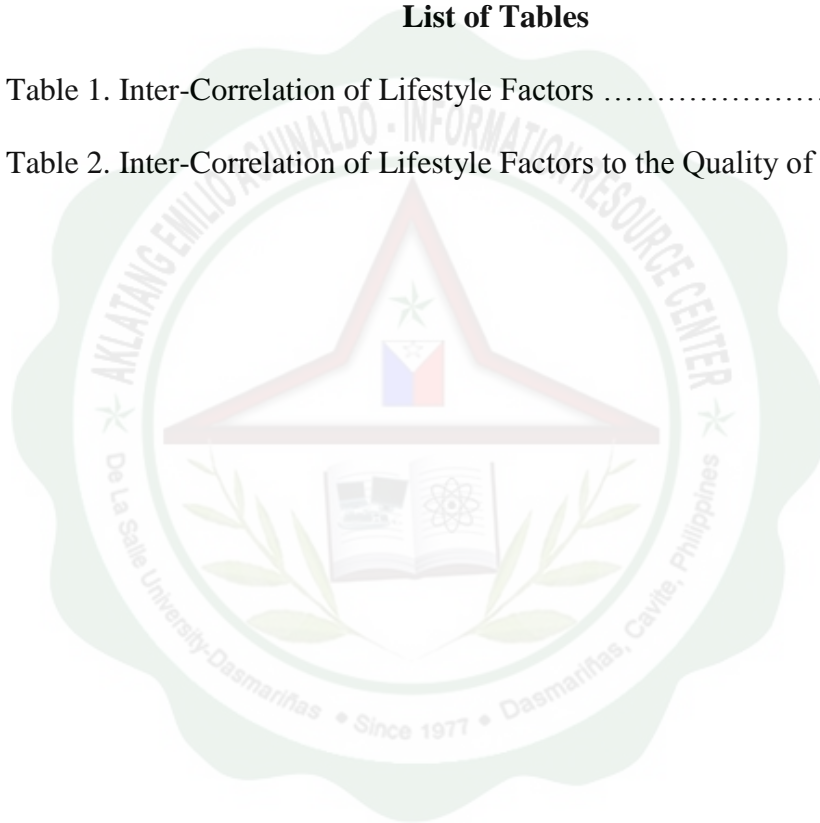 List of Tables
Table 1. Inter-Correlation of Lifestyle Factors …………………
Table 2. Inter-Correlation of Lifestyle Factors to the Quality of
AKLATANG EMILIO AGUINALDO - INFORMATION RESOURCE CENTER
De La Salle University-Dasmariñas • Since 1977 • Dasmariñas, Cavite, Philippines